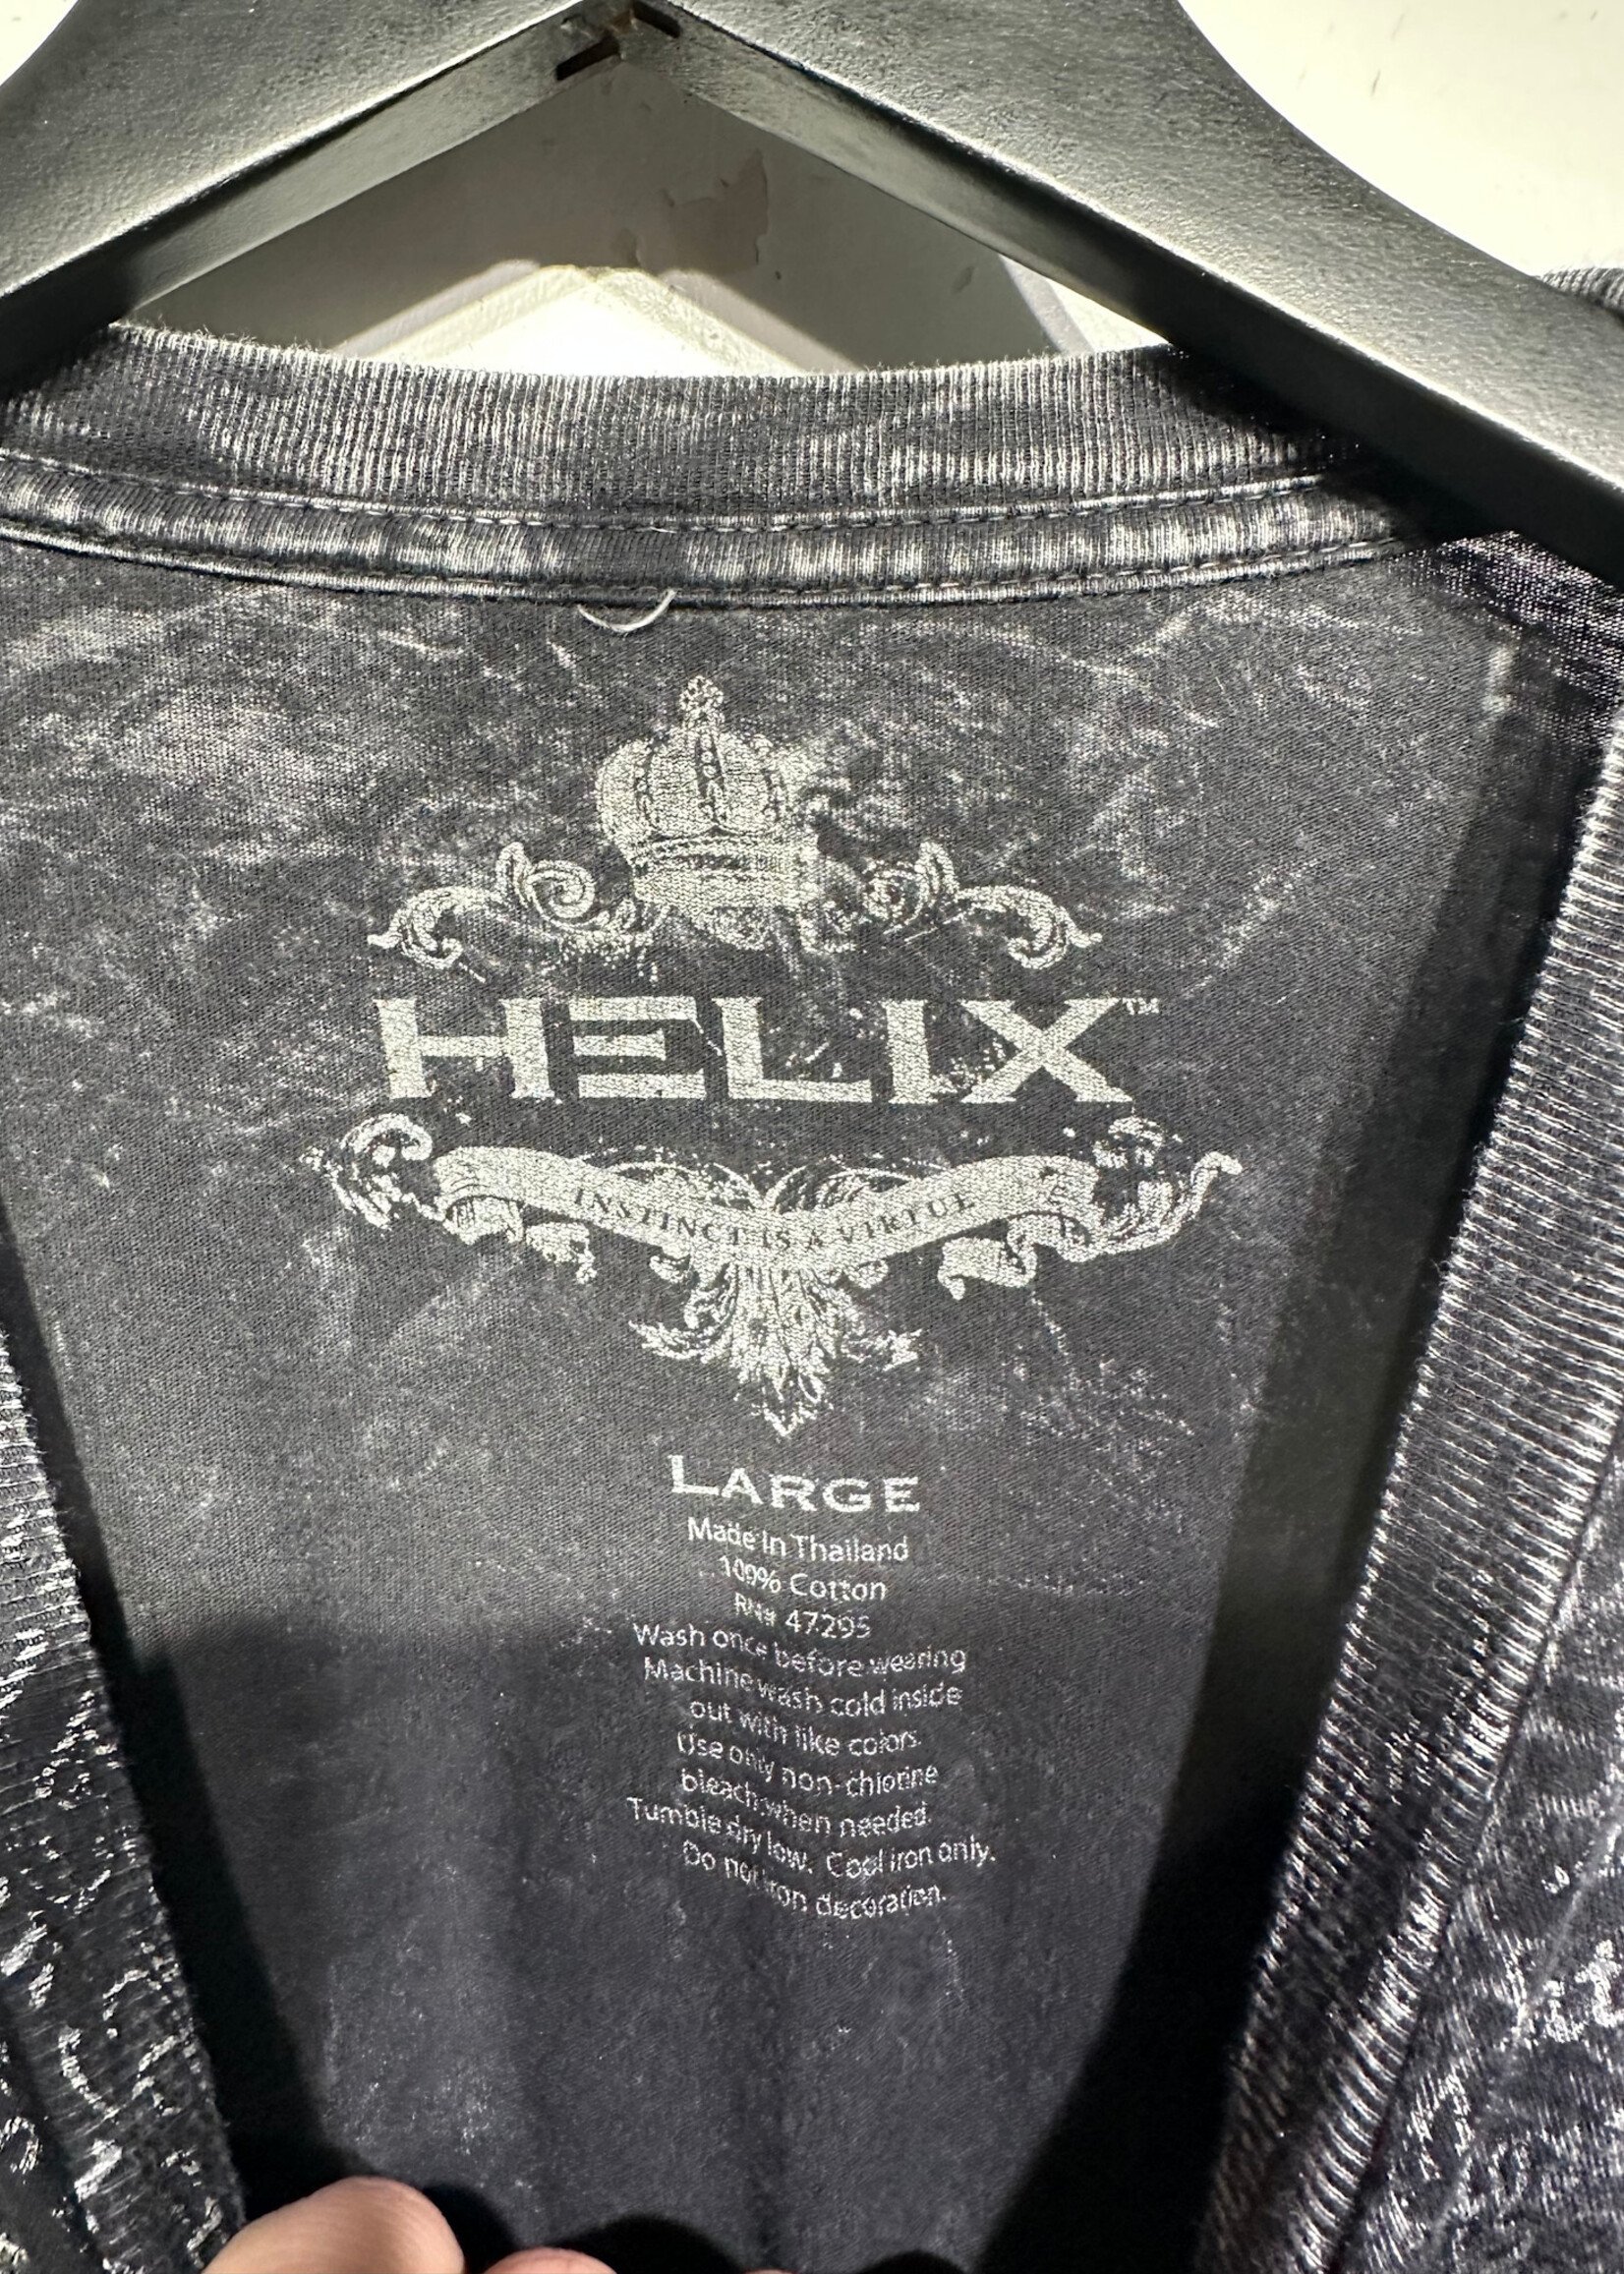 HELIX™
INSTINCT IS A VIRTUE
LARGE
Made in Thailand
100% Cotton
RN# 47295
Wash once before wearing
Machine wash cold inside
out with like colors.
Use only non-chlorine
bleach when needed.
Tumble dry low. Cool iron only.
Do not iron decoration.